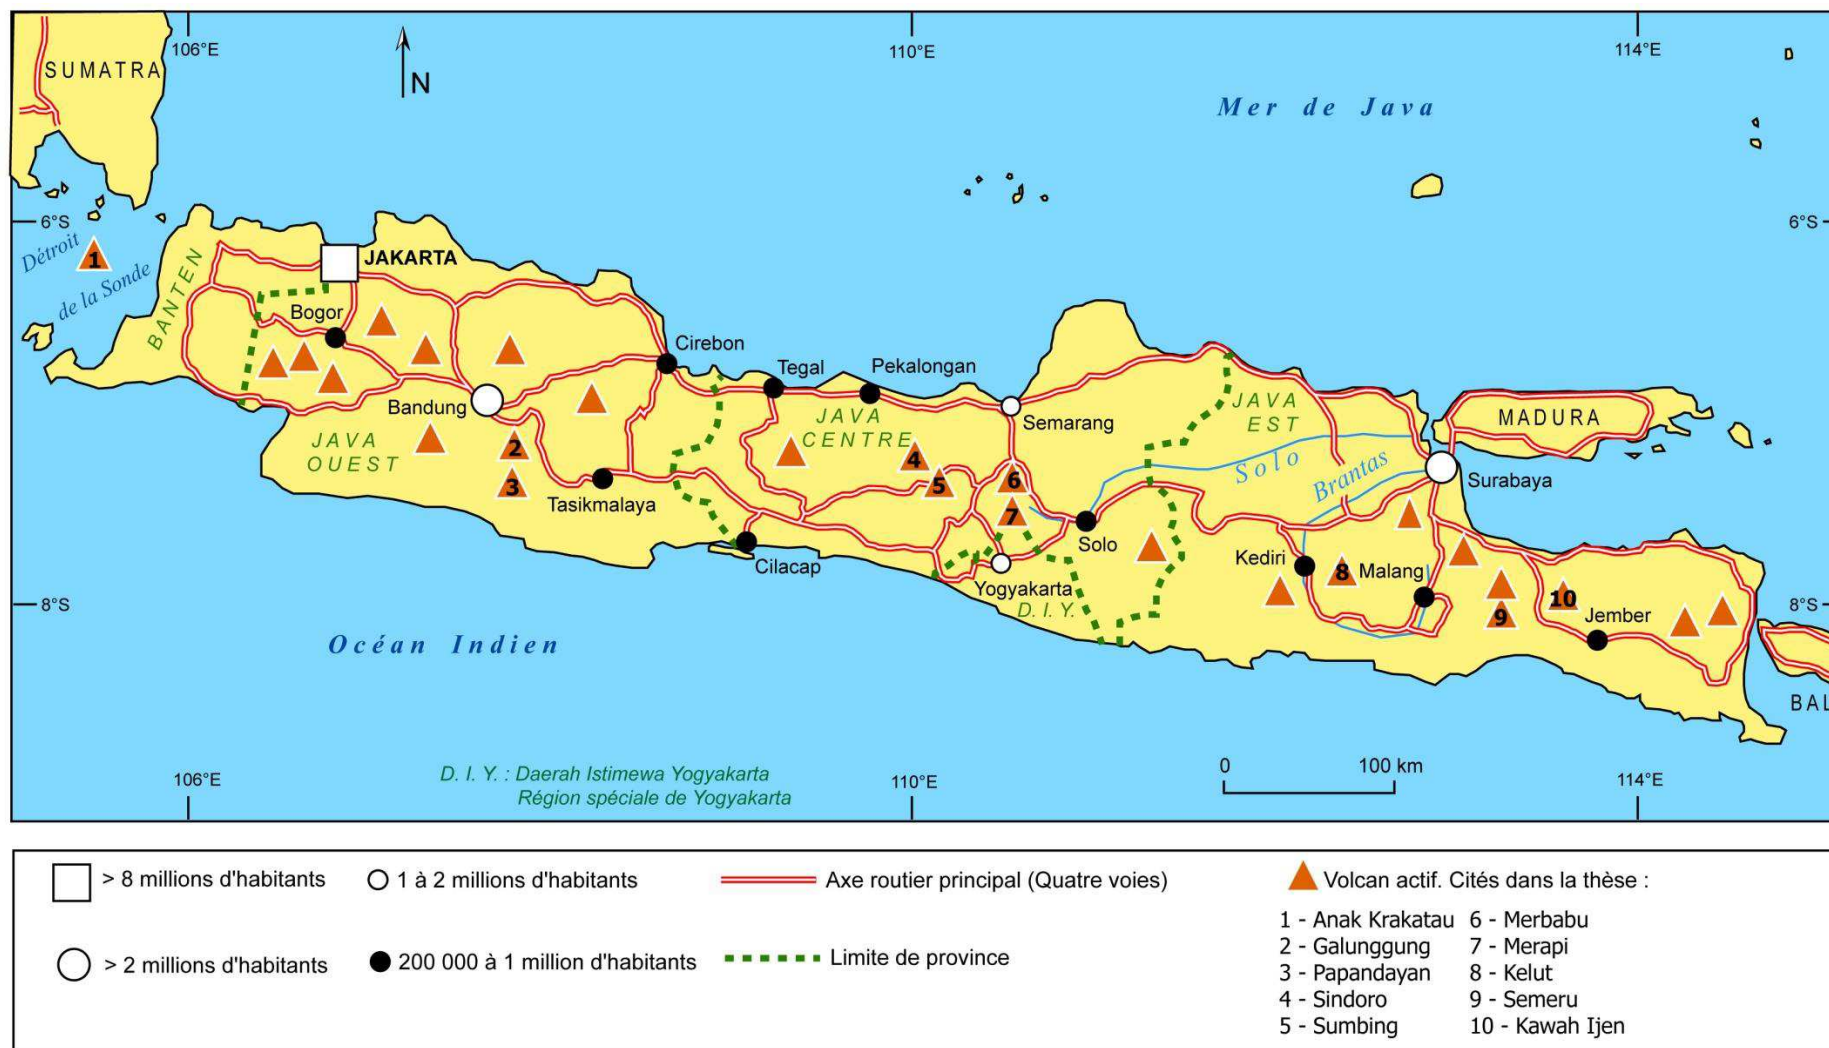 106°E
110°E
114°E
SUMATRA
N
Mer de Java
6°S
6°S
Détroit
de la Sonde
1
BANTEN
JAKARTA
Bogor
Cirebon
Tegal
Pekalongan
Bandung
JAVA
OUEST
2
3
Tasikmalaya
JAVA
CENTRE
4
5
Semarang
6
7
JAVA
EST
MADURA
Solo
Brantas
Surabaya
Cilacap
Solo
Yogyakarta
D.I.Y.
Kediri
8
Malang
9
10
Jember
8°S
8°S
Océan Indien
BAL
106°E
110°E
114°E
D. I. Y. : Daerah Istimewa Yogyakarta
Région spéciale de Yogyakarta
0
100 km
> 8 millions d'habitants
1 à 2 millions d'habitants
Axe routier principal (Quatre voies)
Volcan actif. Cités dans la thèse :
> 2 millions d'habitants
200 000 à 1 million d'habitants
Limite de province
1 - Anak Krakatau
2 - Galunggung
3 - Papandayan
4 - Sindoro
5 - Sumbing
6 - Merbabu
7 - Merapi
8 - Kelut
9 - Semeru
10 - Kawah Ijen